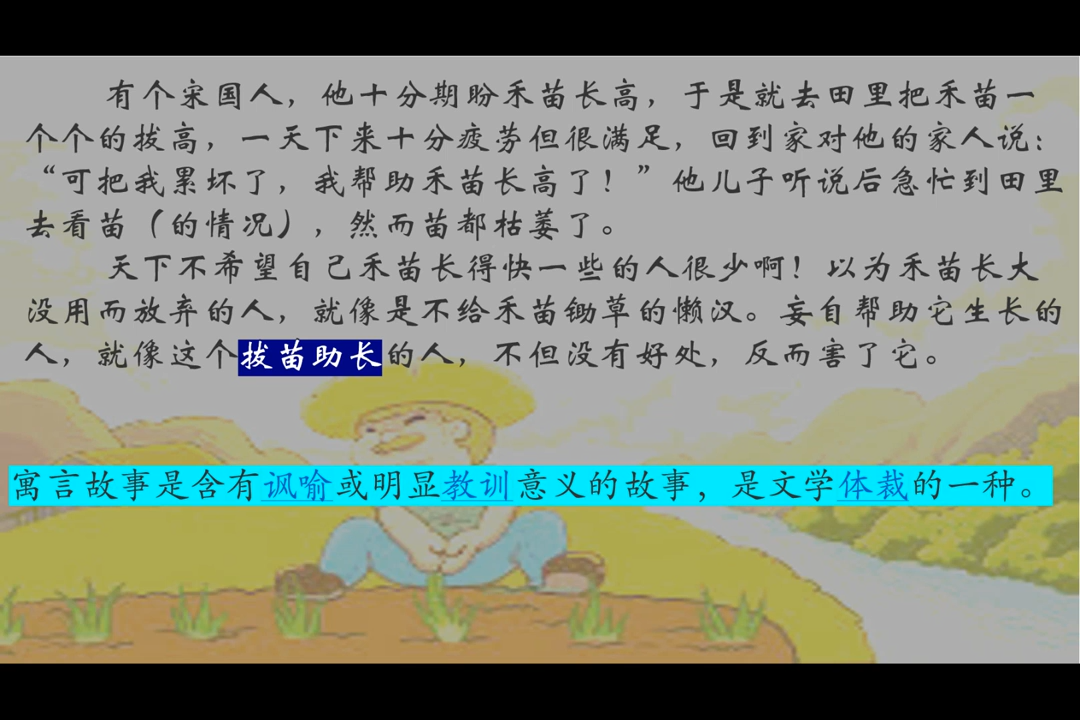 有个宋国人，他十分期盼禾苗长高，于是就去田里把禾苗一
个个的拔高，一天下来十分疲劳但很满足，回到家对他的家人说：
“可把我累坏了，我帮助禾苗长高了！”他儿子听说后急忙到田里
去看苗（的情况），然而苗都枯萎了。
天下不希望自己禾苗长得快一些的人很少啊！以为禾苗长大
没用而放弃的人，就像是不给禾苗锄草的懒汉。妄自帮助它生长的
人，就像这个拔苗助长的人，不但没有好处，反而害了它。
寓言故事是含有讽喻或明显教训意义的故事，是文学体裁的一种。